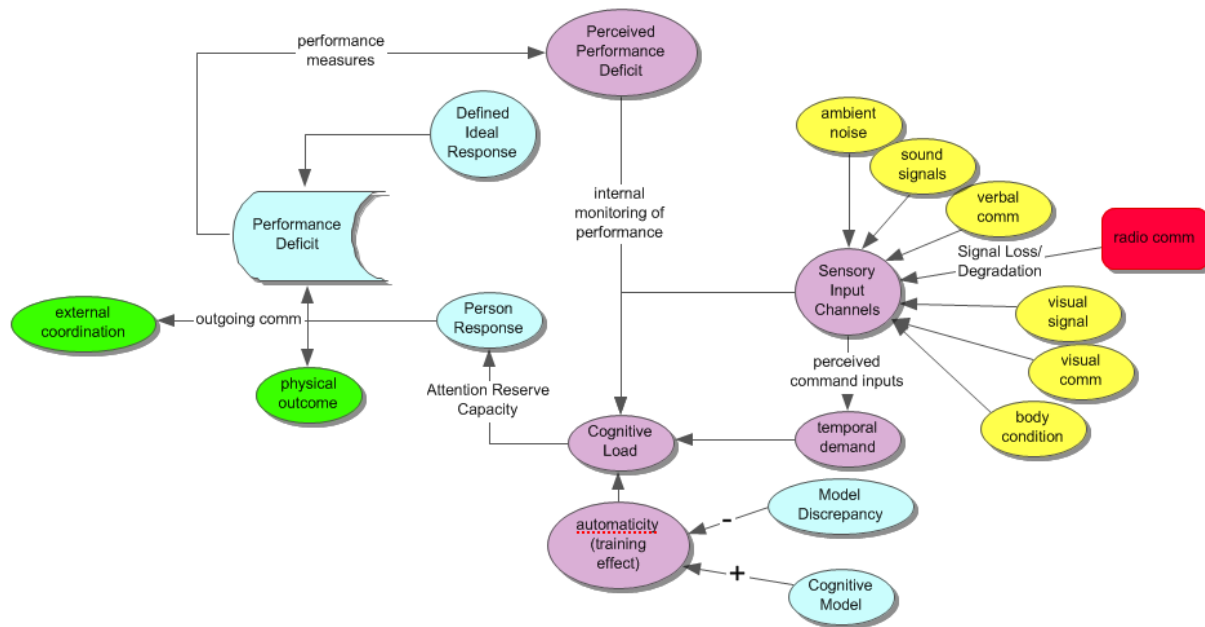 performance
measures
Perceived
Performance
Deficit
Defined
Ideal
Response
ambient
noise
sound
signals
verbal
comm
radio comm
Signal Loss/
Degradation
internal
monitoring of
performance
Performance
Deficit
Sensory
Input
Channels
visual
signal
external
coordination
outgoing comm
Person
Response
visual
comm
perceived
command inputs
physical
outcome
Attention Reserve
Capacity
body
condition
Cognitive
Load
temporal
demand
Model
Discrepancy
-
automaticity
(training
effect)
+
Cognitive
Model